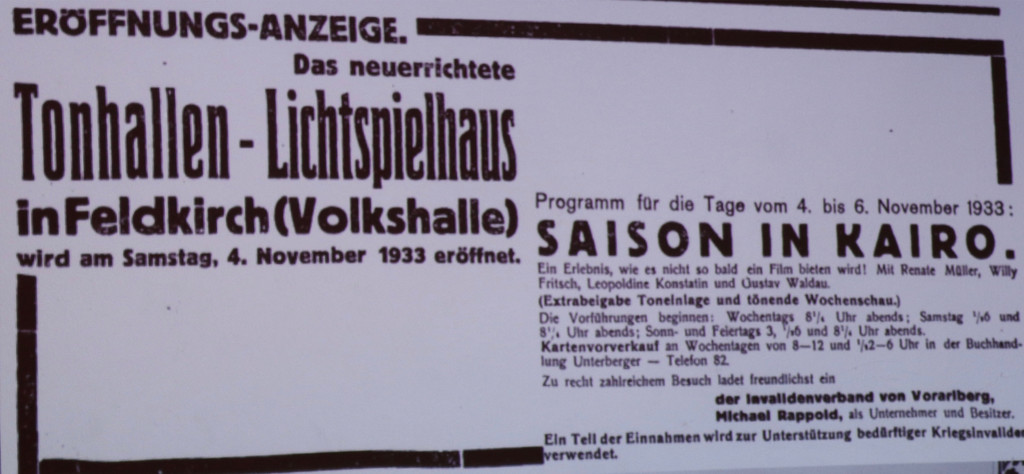 ERÖFFNUNGS-ANZEIGE.
Das neuerrichtete
Tonhallen - Lichtspielhaus
in Feldkirch (Volkshalle)
wird am Samstag, 4. November 1933 eröffnet.
Programm für die Tage vom 4. bis 6. November 1933:
SAISON IN KAIRO.
Ein Erlebnis, wie es nicht so bald ein Film bieten wird! Mit Renate Müller, Willy
Fritsch, Leopoldine Konstatin und Gustav Waldau.
(Extrabeigabe Toneinlage und tönende Wochenschau.)
Die Vorführungen beginnen: Wochentags 8¼ Uhr abends; Samstag ½6 und
8¼ Uhr abends; Sonn- und Feiertags 3, ½6 und 8¼ Uhr abends.
Kartenvorverkauf an Wochentagen von 8—12 und ½2—6 Uhr in der Buchhand-
lung Unterberger — Telefon 82.
Zu recht zahlreichem Besuch ladet freundlichst ein
der Invalidenverband von Vorarlberg,
Michael Rappold, als Unternehmer und Besitzer.
Ein Teil der Einnahmen wird zur Unterstützung bedürftiger Kriegsinvalider
verwendet.